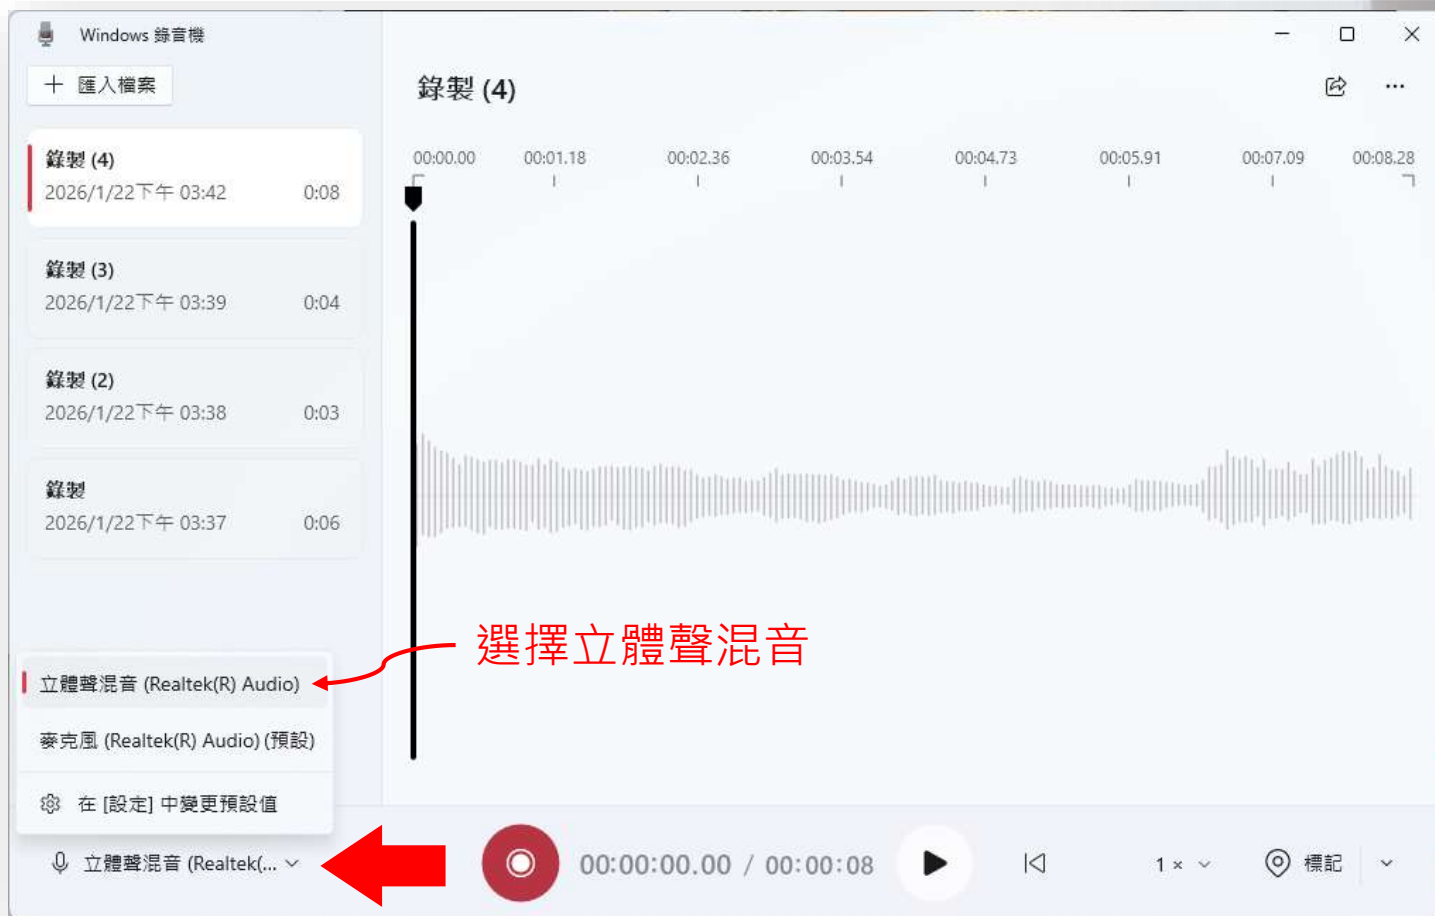 Windows 錄音機
匯入檔案
錄製 (4)
2026/1/22下午 03:42 0:08
錄製 (3)
2026/1/22下午 03:39 0:04
錄製 (2)
2026/1/22下午 03:38 0:03
錄製
2026/1/22下午 03:37 0:06
錄製 (4)
00:00.00 00:01.18 00:02.36 00:03.54 00:04.73 00:05.91 00:07.09 00:08.28
選擇立體聲混音
立體聲混音 (Realtek(R) Audio)
麥克風 (Realtek(R) Audio) (預設)
在 [設定] 中變更預設值
立體聲混音 (Realtek(...
00:00:00.00 / 00:00:08
1 ×
標記